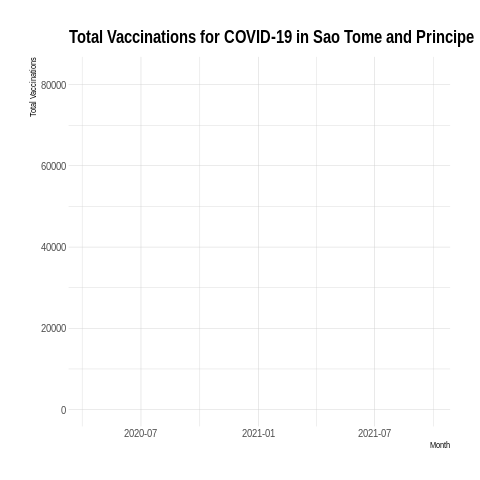 Total Vaccinations for COVID-19 in Sao Tome and Principe
Total Vaccinations
80000
60000
40000
20000
0
2020-07 2021-01 2021-07
Month